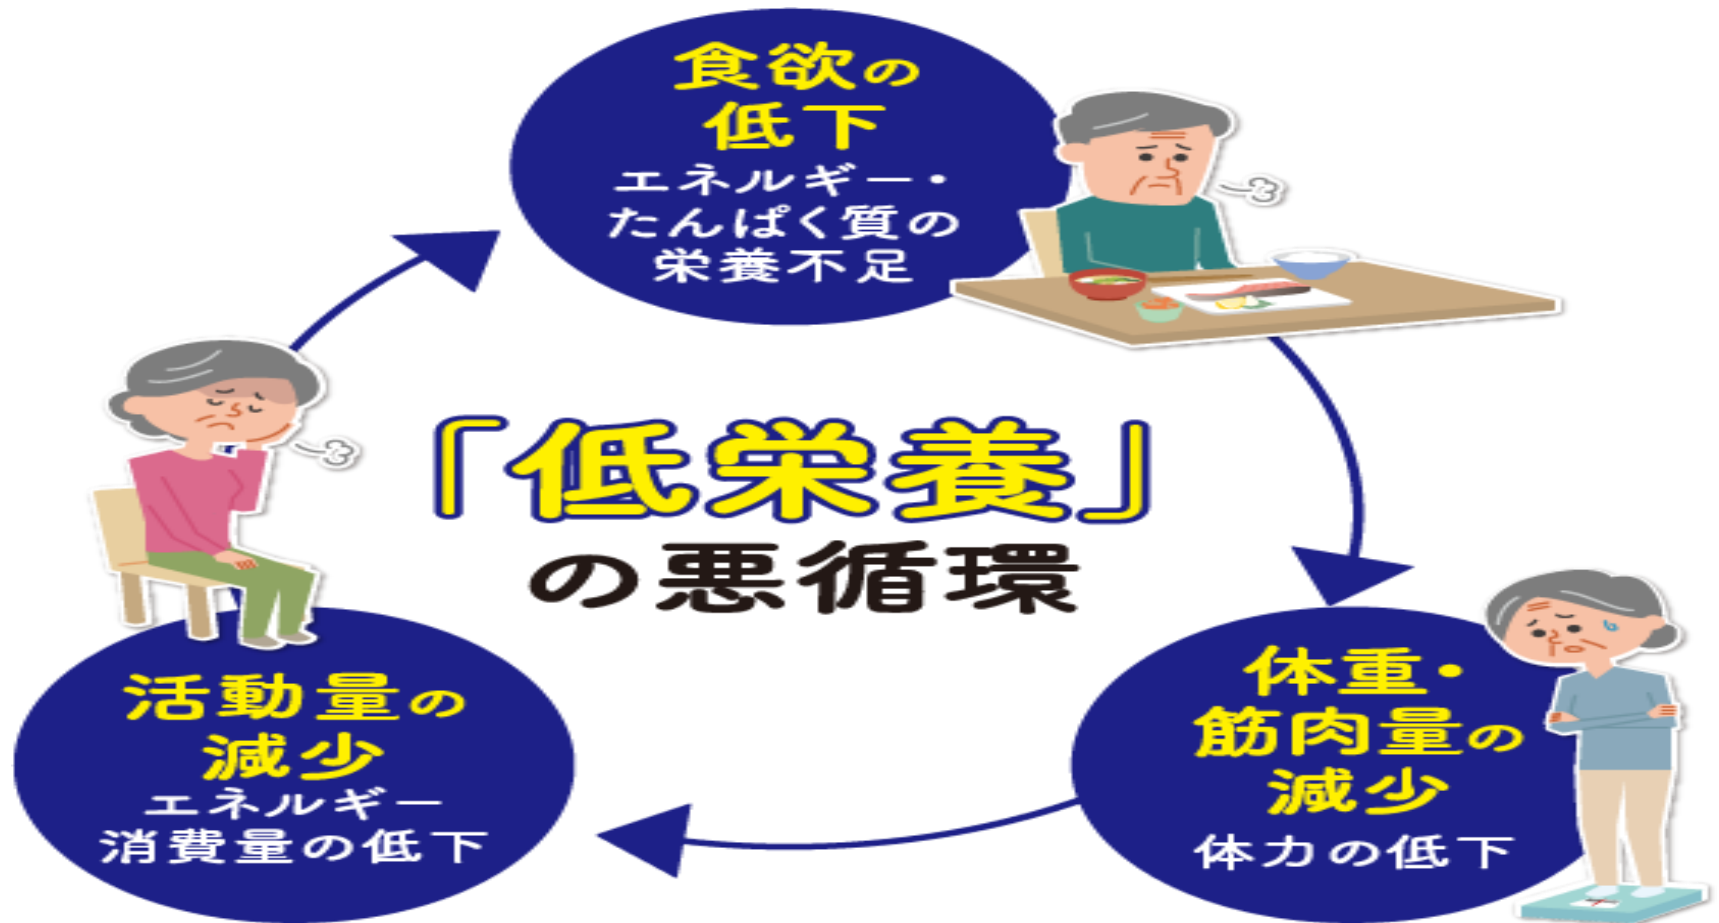 食欲の
低下
エネルギー・
たんぱく質の
栄養不足
「低栄養」
の悪循環
体重・
筋肉量の
減少
体力の低下
活動量の
減少
エネルギー
消費量の低下